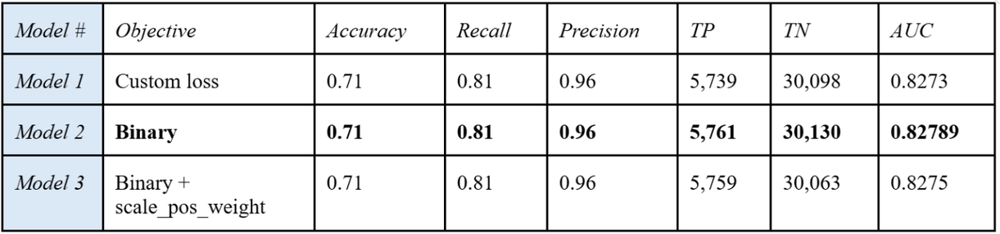 Model # Objective Accuracy Recall Precision TP TN AUC
Model 1 Custom loss 0.71 0.81 0.96 5,739 30,098 0.8273
Model 2 Binary 0.71 0.81 0.96 5,761 30,130 0.82789
Model 3 Binary + 0.71 0.81 0.96 5,759 30,063 0.8275
scale_pos_weight